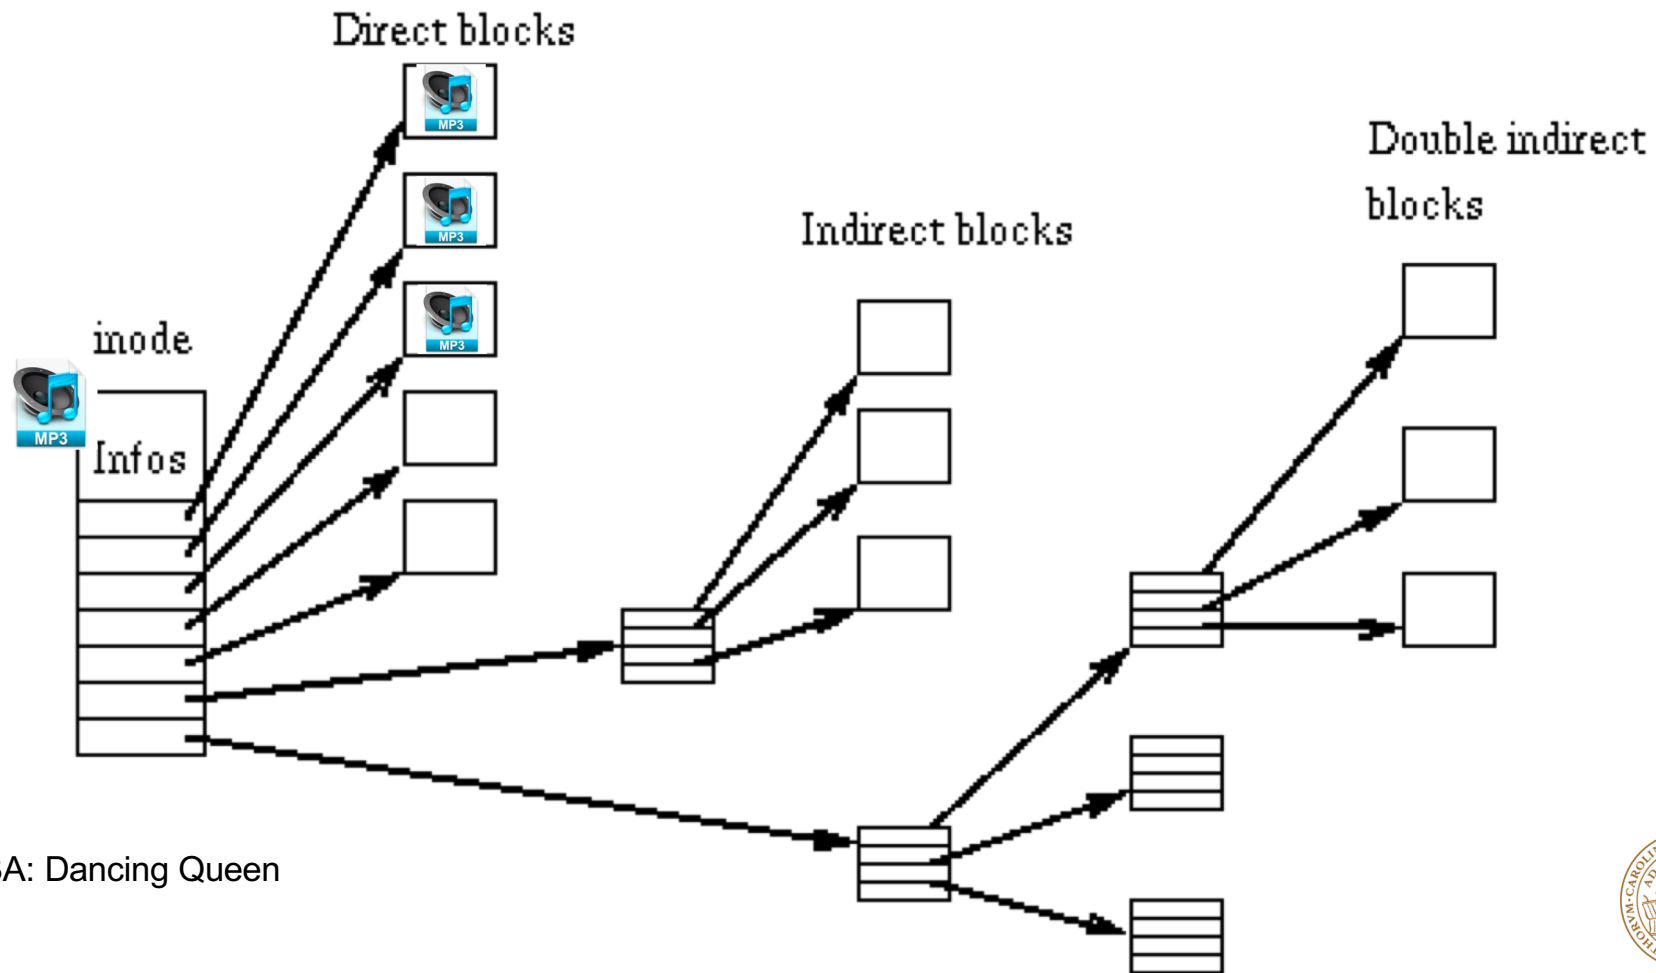 Direct blocks
MP3
MP3
MP3
Double indirect
blocks
Indirect blocks
inode
MP3
Infos
A: Dancing Queen